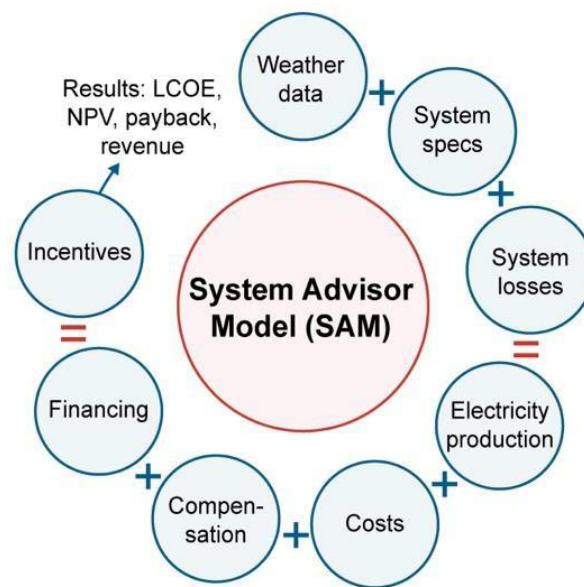 Weather
data
+
System
specs
+
System
losses
=
Electricity
production
+
Costs
+
Compen-
sation
+
Financing
=
Incentives
Results: LCOE,
NPV, payback,
revenue
System Advisor
Model (SAM)